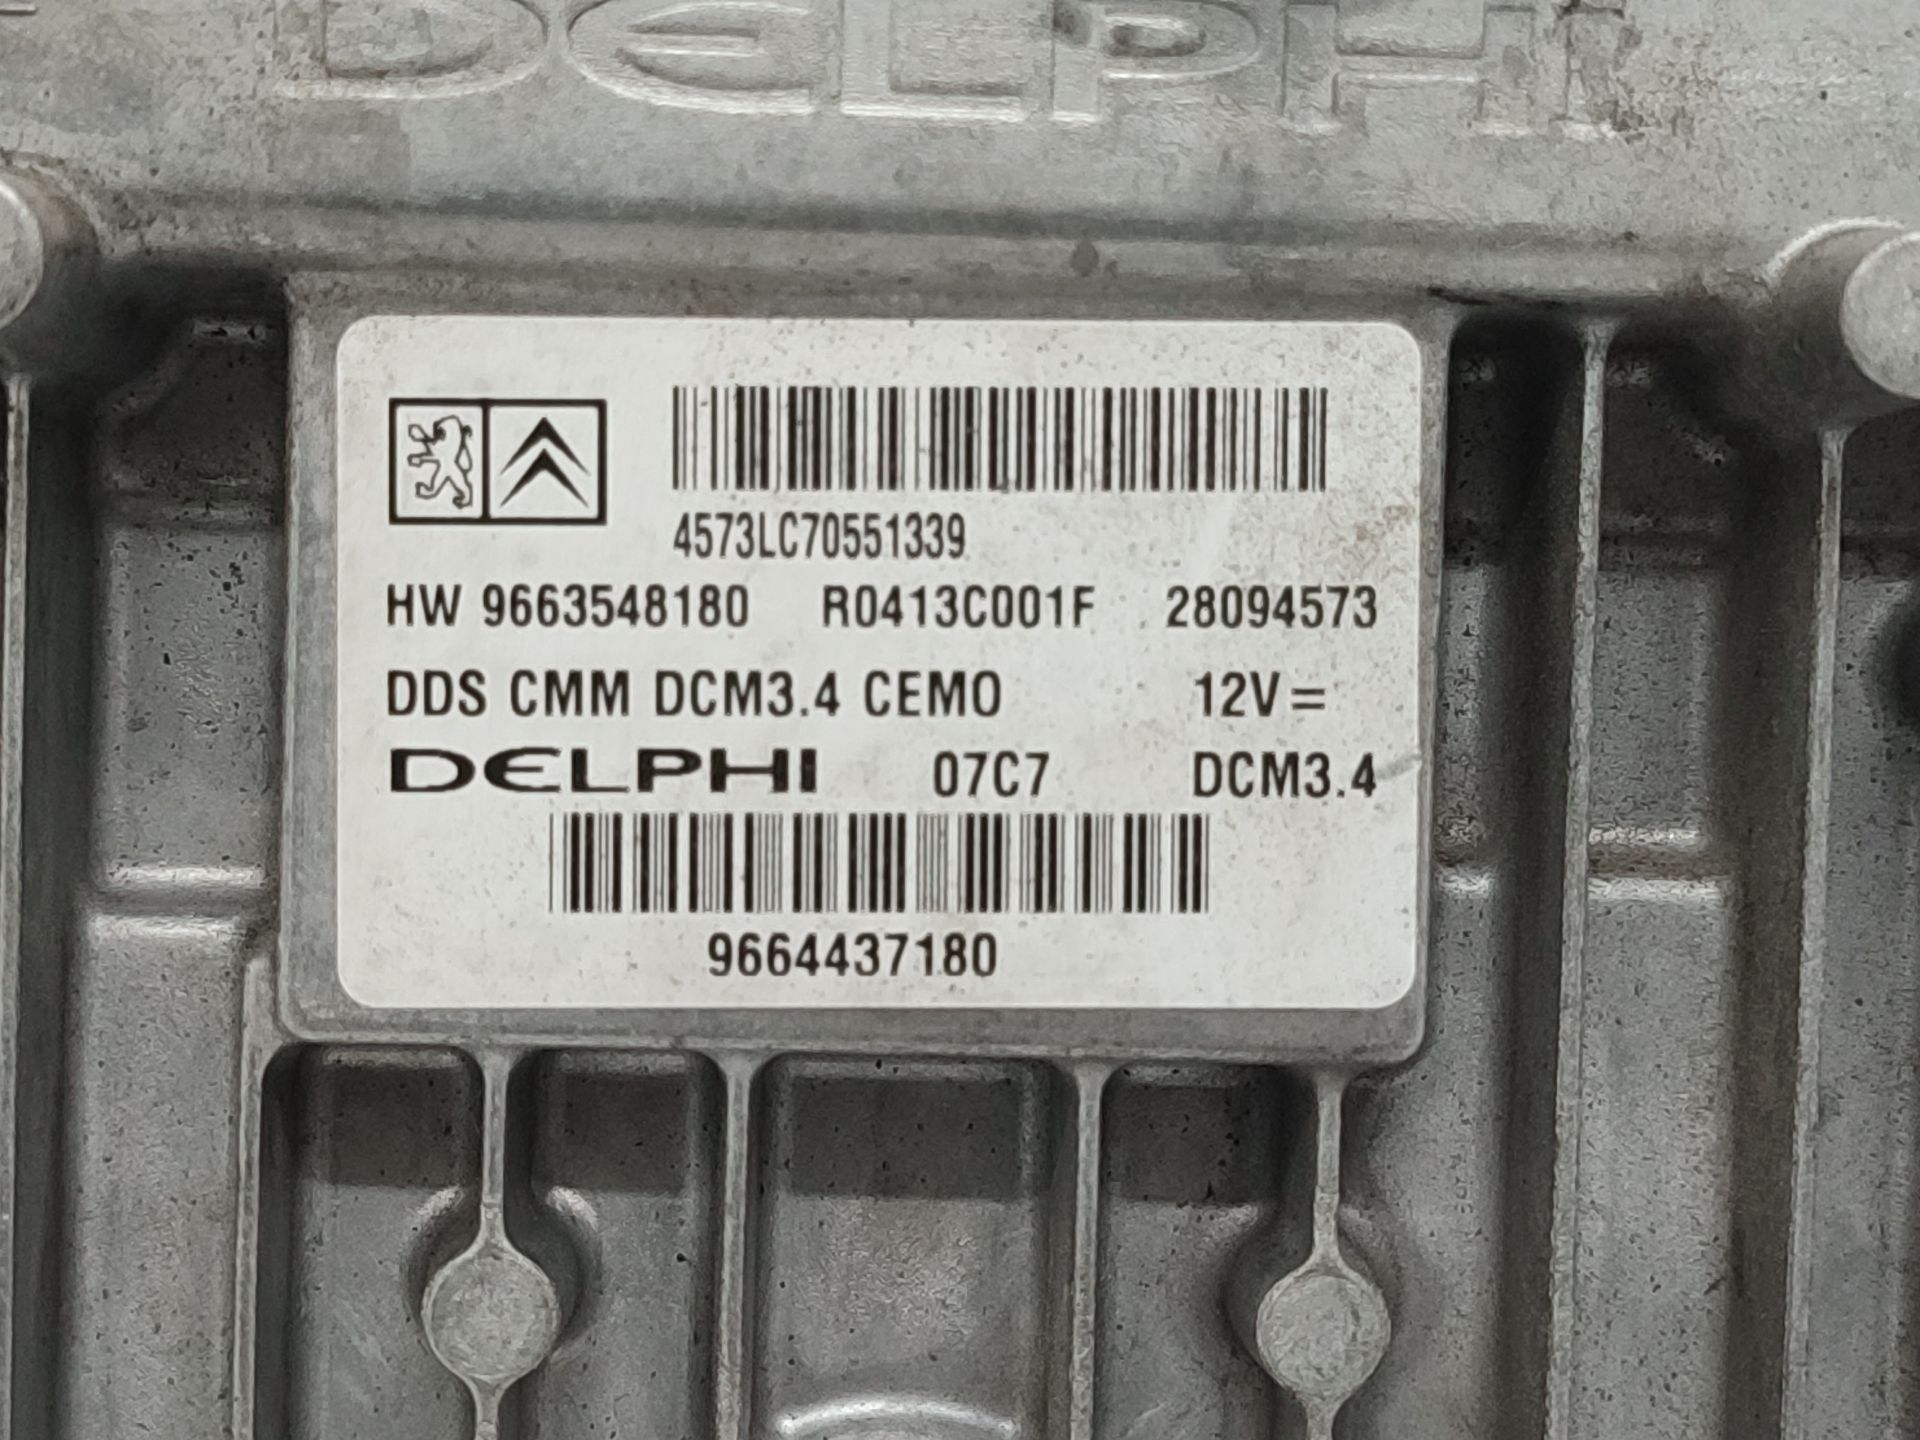 DELPHI
4573LC70551339
HW 9663548180 R0413C001F 28094573
DDS CMM DCM3.4 CEMO 12V=
DELPHI 07C7 DCM3.4
9664437180